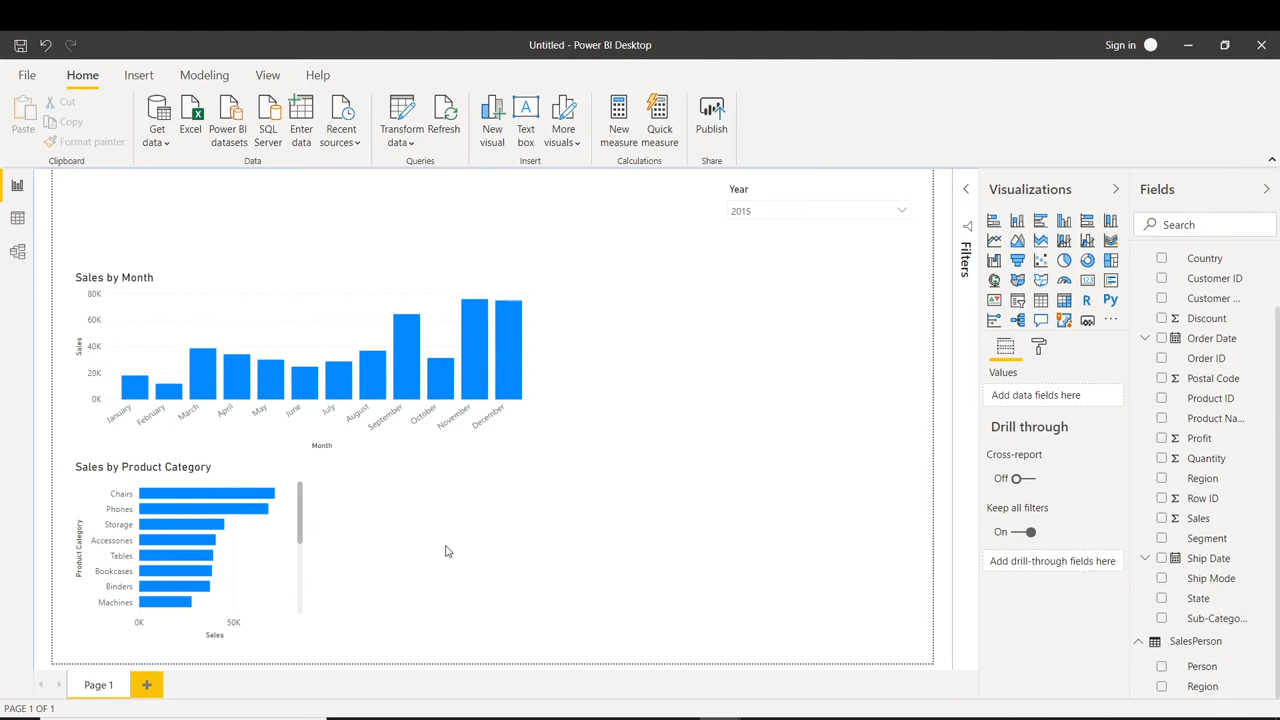 Untitled - Power BI Desktop
Sign in
File Home Insert Modeling View Help
Paste
Cut
Copy
Format painter
Get data
Excel
Power BI datasets
SQL Server
Enter data
Recent sources
Transform data
Refresh
New visual
Text box
More visuals
New measure
Quick measure
Publish
Clipboard
Data
Queries
Insert
Calculations
Share
Year
2015
Sales by Month
80K
60K
40K
20K
0K
Sales
January February March April May June July August September October November December
Month
Sales by Product Category
Product Category
Chairs
Phones
Storage
Accessories
Tables
Bookcases
Binders
Machines
0K 50K
Sales
Filters
Visualizations
R Py
Values
Add data fields here
Drill through
Cross-report
Off
Keep all filters
On
Add drill-through fields here
Fields
Search
Country
Customer ID
Customer ...
Σ Discount
Order Date
Order ID
Postal Code
Product ID
Product Na...
Σ Profit
Σ Quantity
Region
Σ Row ID
Σ Sales
Segment
Ship Date
Ship Mode
State
Sub-Catego...
SalesPerson
Person
Region
Page 1
PAGE 1 OF 1